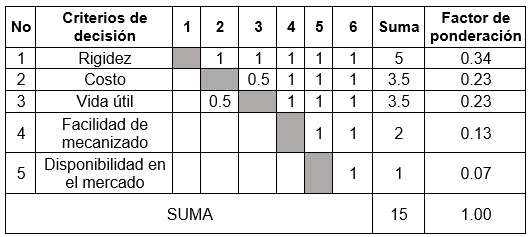 No Criterios de decisión 1 2 3 4 5 6 Suma Factor de ponderación
1 Rigidez 1 1 1 1 1 5 0.34
2 Costo 0.5 1 1 1 3.5 0.23
3 Vida útil 0.5 1 1 1 3.5 0.23
4 Facilidad de mecanizado 1 1 2 0.13
5 Disponibilidad en el mercado 1 1 0.07
SUMA 15 1.00